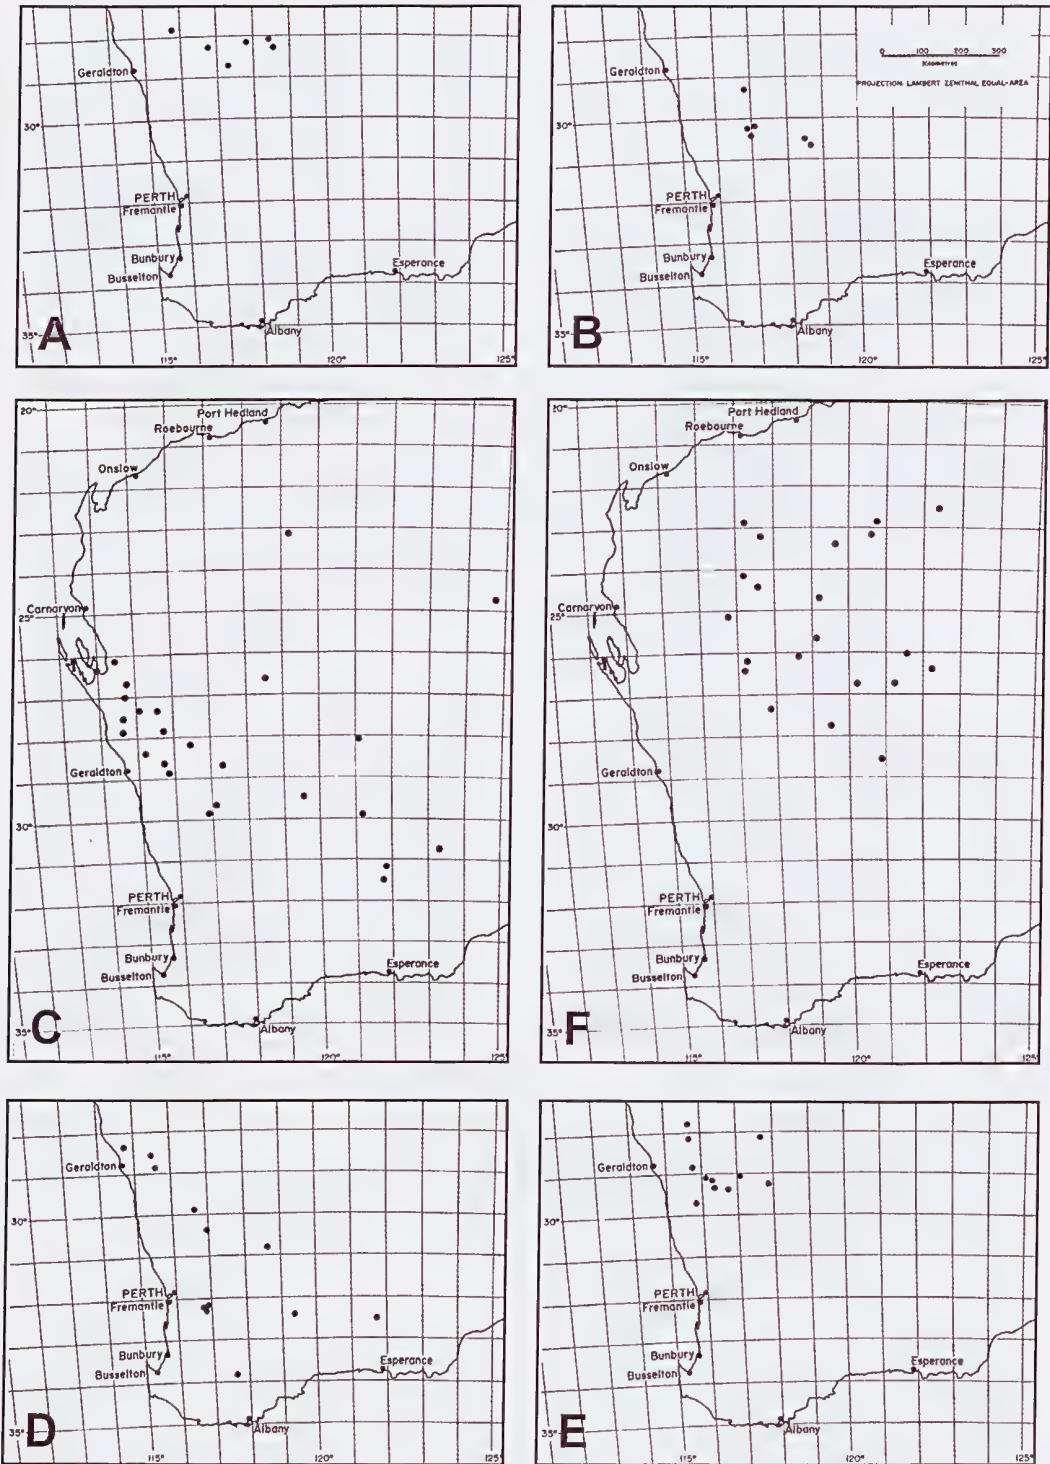 Geraldton
30°
PERTH
Fremantle
Bunbury
Busselton
Esperance
Albany
35°
115°
120°
125°
A
0 100 200 300
Kilometres
PROJECTION: LAMBERT ZENITHAL EQUAL-AREA
Geraldton
30°
PERTH
Fremantle
Bunbury
Busselton
Esperance
Albany
35°
115°
120°
125°
B
20°
Port Hedland
Roebourne
Onslow
Carnarvon
25°
Geraldton
30°
PERTH
Fremantle
Bunbury
Busselton
Esperance
Albany
35°
115°
120°
125°
C
20°
Port Hedland
Roebourne
Onslow
Carnarvon
25°
Geraldton
30°
PERTH
Fremantle
Bunbury
Busselton
Esperance
Albany
35°
115°
120°
125°
F
Geraldton
30°
PERTH
Fremantle
Bunbury
Busselton
Esperance
Albany
35°
115°
120°
125°
D
Geraldton
30°
PERTH
Fremantle
Bunbury
Busselton
Esperance
Albany
35°
115°
120°
125°
E